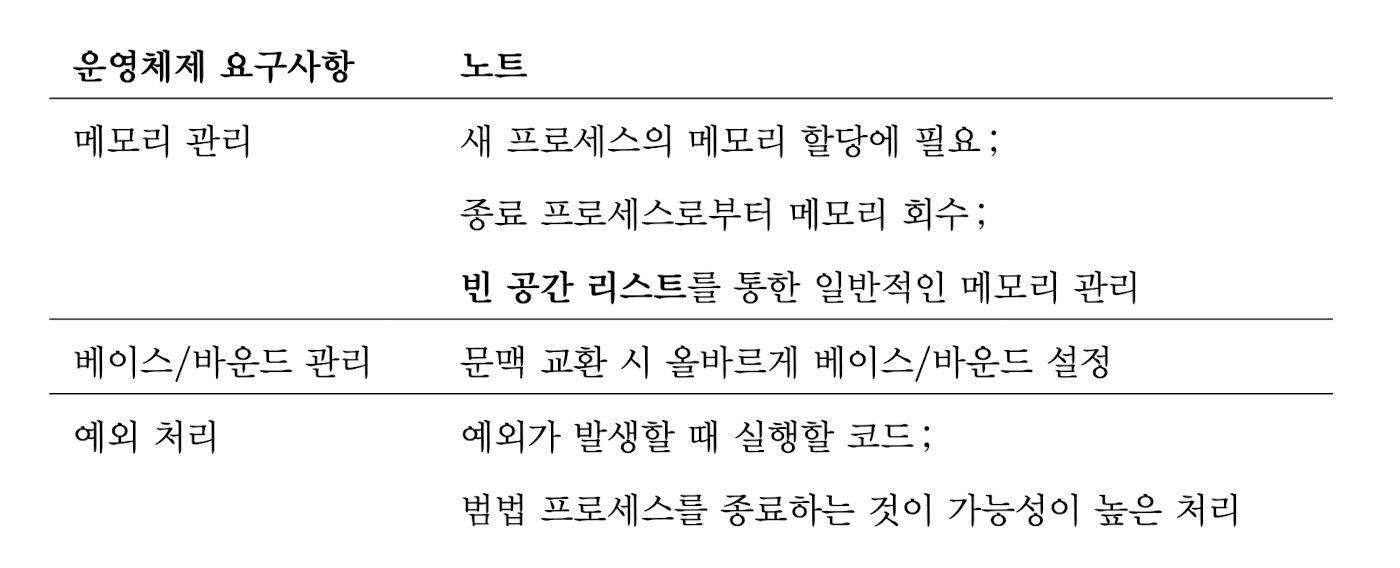 운영체제 요구사항 노트
메모리 관리 새 프로세스의 메모리 할당에 필요;
종료 프로세스로부터 메모리 회수;
빈 공간 리스트를 통한 일반적인 메모리 관리
베이스/바운드 관리 문맥 교환 시 올바르게 베이스/바운드 설정
예외 처리 예외가 발생할 때 실행할 코드;
범법 프로세스를 종료하는 것이 가능성이 높은 처리